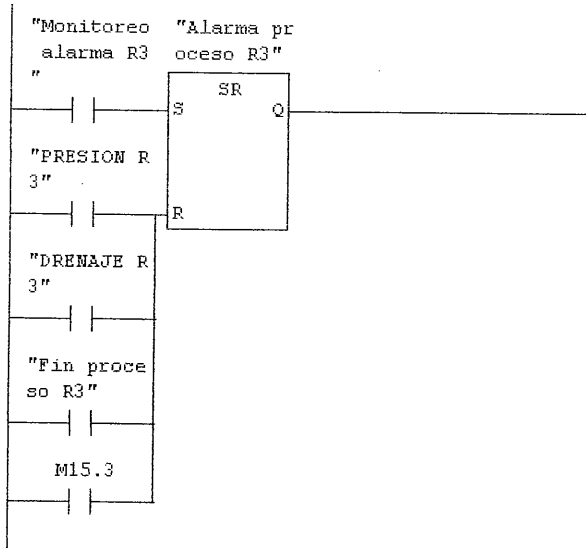 "Monitoreo
alarma R3
"
"Alarma pr
oceso R3"
SR
S
Q
"PRESION R
3"
R
"DRENAJE R
3"
"Fin proce
so R3"
M15.3